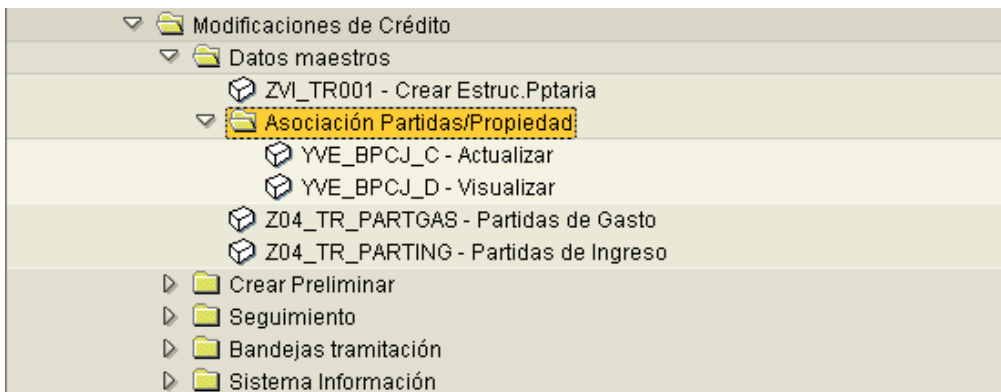 Modificaciones de Crédito
Datos maestros
ZVI_TR001 - Crear Estruc.Pptaria
Asociación Partidas/Propiedad
YVE_BPCJ_C - Actualizar
YVE_BPCJ_D - Visualizar
Z04_TR_PARTGAS - Partidas de Gasto
Z04_TR_PARTING - Partidas de Ingreso
Crear Preliminar
Seguimiento
Bandejas tramitación
Sistema Información